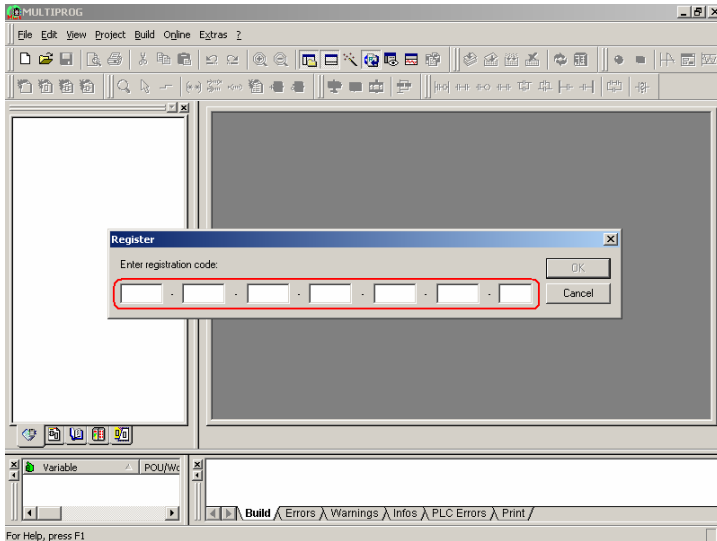 MULTIPROG
File Edit View Project Build Online Extras ?
Register
Enter registration code:
- - - - - -
OK
Cancel
Variable POU/Wo
Build Errors Warnings Infos PLC Errors Print
For Help, press F1